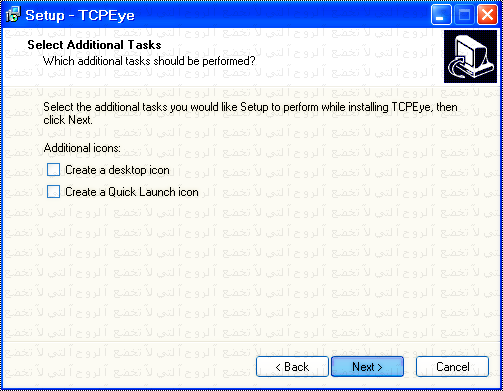 Setup - TCPEye
Select Additional Tasks
Which additional tasks should be performed?
Select the additional tasks you would like Setup to perform while installing TCPEye, then
click Next.
Additional icons:
Create a desktop icon
Create a Quick Launch icon
< Back
Next >
Cancel